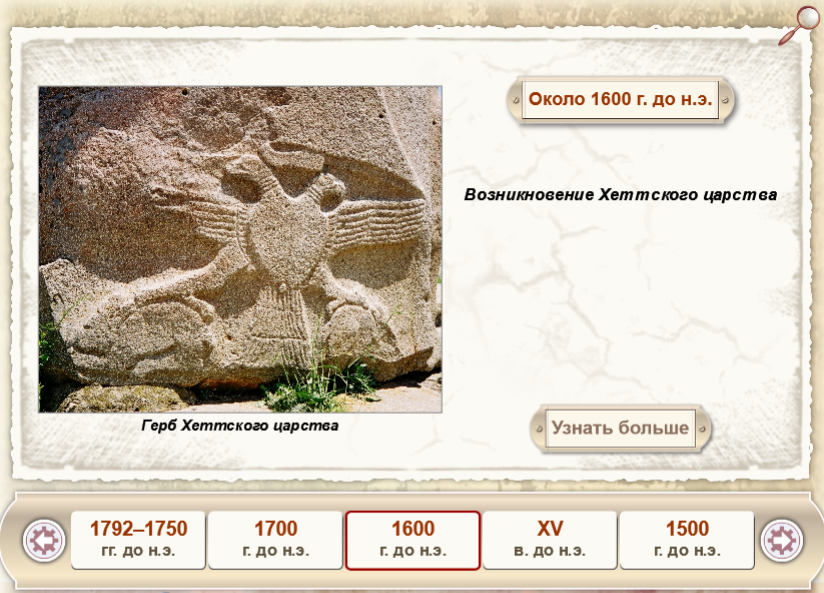 Около 1600 г. до н.э.
Возникновение Хеттского царства
Герб Хеттского царства
Узнать больше
1792–1750
гг. до н.э.
1700
г. до н.э.
1600
г. до н.э.
XV
в. до н.э.
1500
г. до н.э.